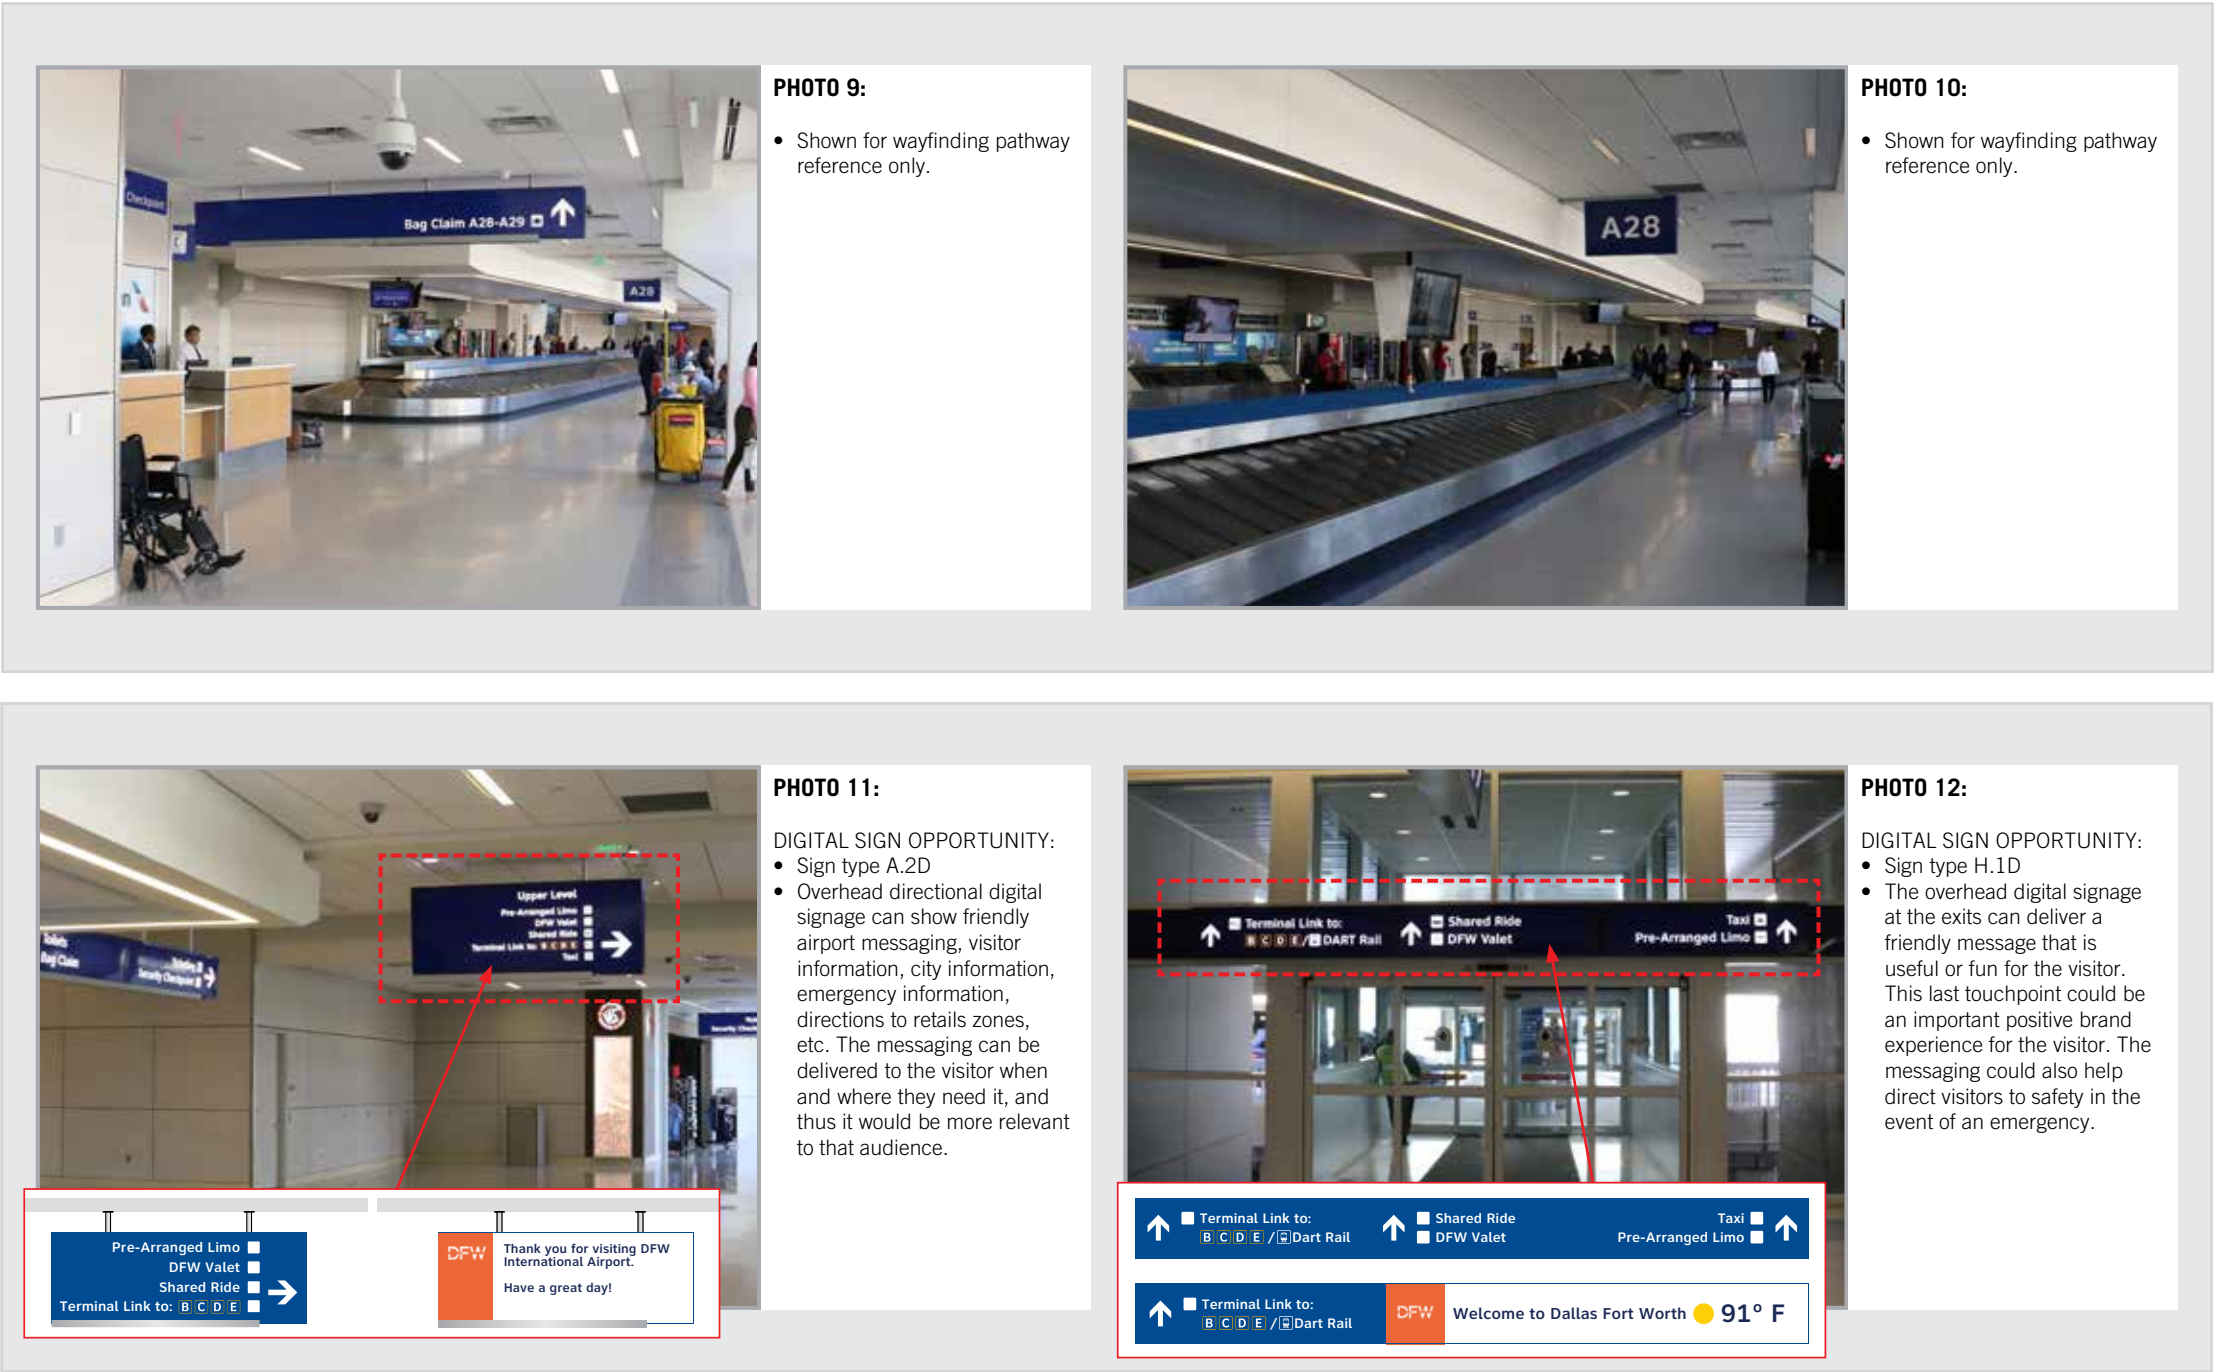 PHOTO 9:
• Shown for wayfinding pathway
reference only.
Checkpoint
Bag Claim A28-A29
A28
PHOTO 10:
• Shown for wayfinding pathway
reference only.
A28
PHOTO 11:
DIGITAL SIGN OPPORTUNITY:
• Sign type A.2D
• Overhead directional digital
signage can show friendly
airport messaging, visitor
information, city information,
emergency information,
directions to retails zones,
etc. The messaging can be
delivered to the visitor when
and where they need it, and
thus it would be more relevant
to that audience.
Upper Level
Pre-Arranged Limo
DFW Valet
Shared Ride
Terminal Link to: B C D E
Taxi
Tickets
Bag Claim
Ticketing
Security Checkpoint
Pre-Arranged Limo
DFW Valet
Shared Ride
Terminal Link to: B C D E
DFW
Thank you for visiting DFW
International Airport.
Have a great day!
PHOTO 12:
DIGITAL SIGN OPPORTUNITY:
• Sign type H.1D
• The overhead digital signage
at the exits can deliver a
friendly message that is
useful or fun for the visitor.
This last touchpoint could be
an important positive brand
experience for the visitor. The
messaging could also help
direct visitors to safety in the
event of an emergency.
Terminal Link to:
B C D E / DART Rail
Shared Ride
DFW Valet
Taxi
Pre-Arranged Limo
Terminal Link to:
B C D E / Dart Rail
Shared Ride
DFW Valet
Taxi
Pre-Arranged Limo
Terminal Link to:
B C D E / Dart Rail
DFW
Welcome to Dallas Fort Worth 91º F